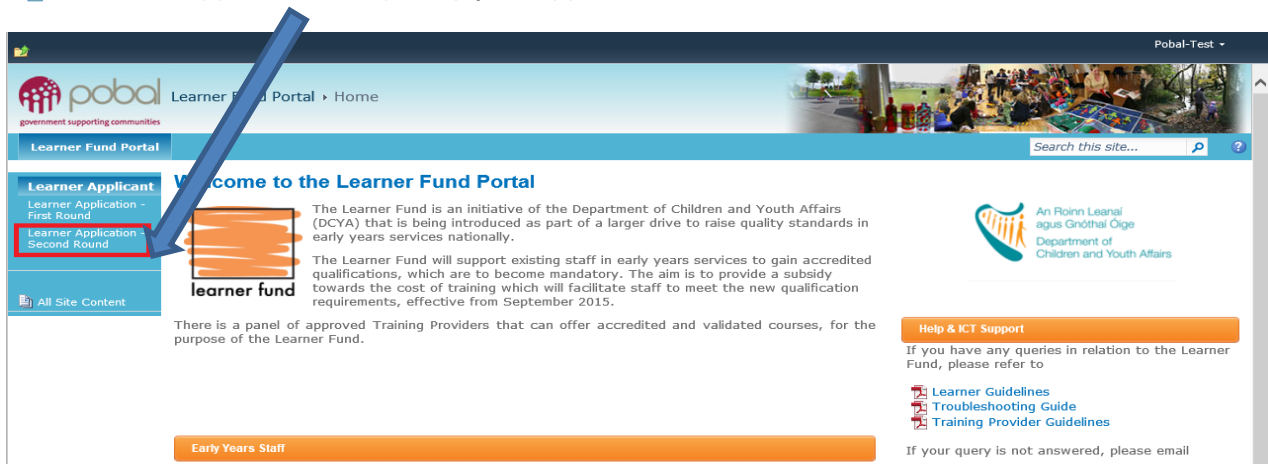 Pobal-Test
pobal
government supporting communities
Learner Fund Portal › Home
Learner Fund Portal
Search this site...
Learner Applicant
Learner Application -
First Round
Learner Application -
Second Round
All Site Content
Welcome to the Learner Fund Portal
learner fund
The Learner Fund is an initiative of the Department of Children and Youth Affairs
(DCYA) that is being introduced as part of a larger drive to raise quality standards in
early years services nationally.
The Learner Fund will support existing staff in early years services to gain accredited
qualifications, which are to become mandatory. The aim is to provide a subsidy
towards the cost of training which will facilitate staff to meet the new qualification
requirements, effective from September 2015.
There is a panel of approved Training Providers that can offer accredited and validated courses, for the
purpose of the Learner Fund.
Early Years Staff
An Roinn Leanaí
agus Gnóthaí Óige
Department of
Children and Youth Affairs
Help & ICT Support
If you have any queries in relation to the Learner
Fund, please refer to
Learner Guidelines
Troubleshooting Guide
Training Provider Guidelines
If your query is not answered, please email